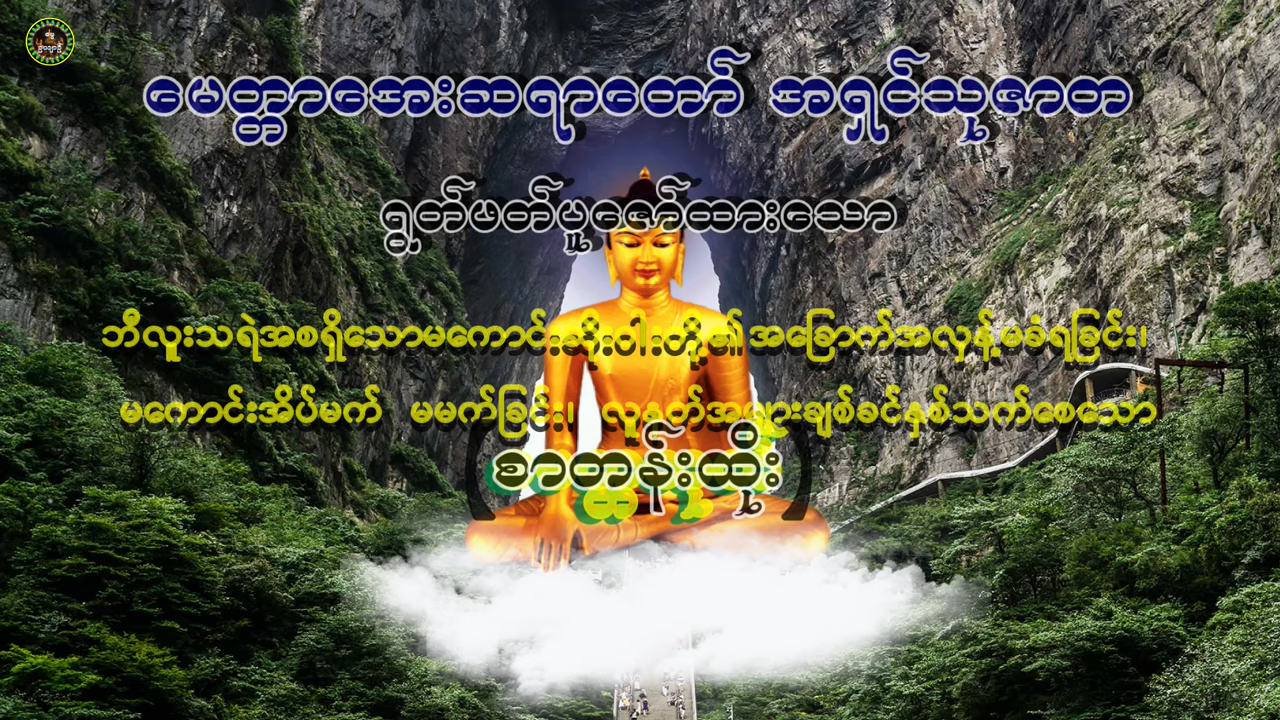 မေတ္တာအေးဆရာတော် အရှင်သုဇာတ
ရွတ်ဖတ်ပူဇော်ထားသော
ဘီလူးသရဲအစရှိသောမကောင်းဆိုးဝါးတို့၏အခြောက်အလှန့်မခံရခြင်း၊
မကောင်းအိပ်မက် မမက်ခြင်း၊ လူနတ်အများချစ်ခင်နှစ်သက်စေသော
(စာတ္တန်းထိုး)